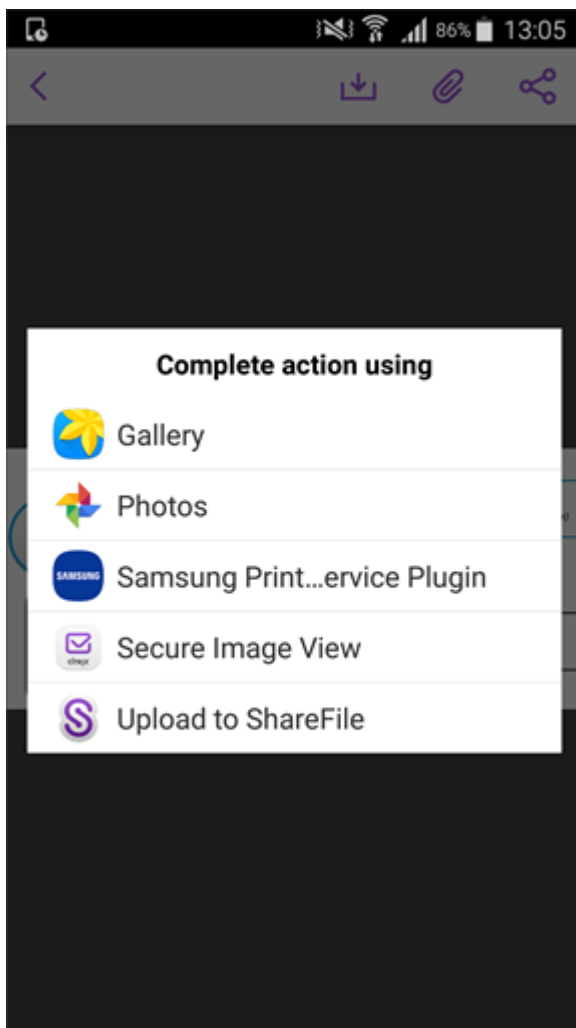 86% 13:05
Complete action using
Gallery
Photos
SAMSUNG Samsung Print...ervice Plugin
citrix Secure Image View
Upload to ShareFile